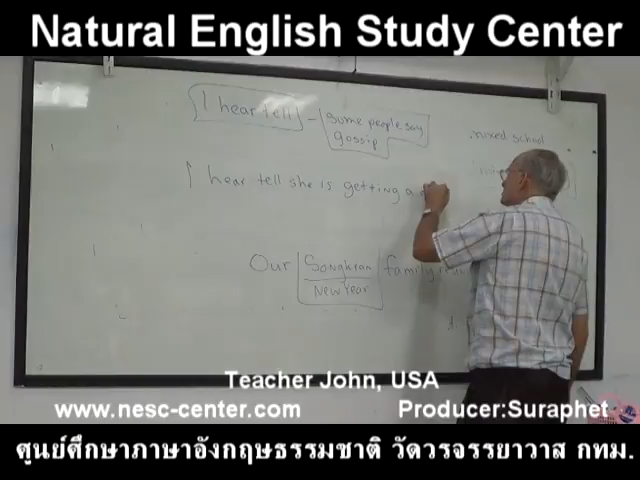 Natural English Study Center
I hear tell - some people say
gossip
.mixed school
I hear tell she is getting a
Our Songkran family
New Year
Teacher John, USA
www.nesc-center.com Producer:Suraphet
ศูนย์ศึกษาภาษาอังกฤษธรรมชาติ วัดวรจรรยาวาส กทม.